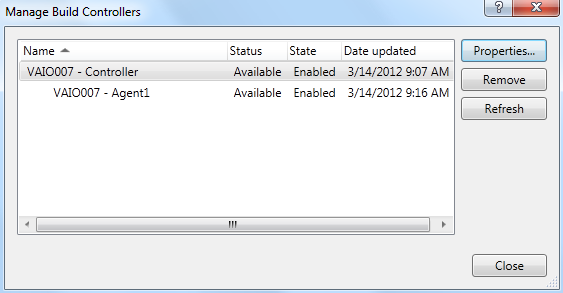 Manage Build Controllers
Name Status State Date updated
VAIO007 - Controller Available Enabled 3/14/2012 9:07 AM
VAIO007 - Agent1 Available Enabled 3/14/2012 9:16 AM
Properties...
Remove
Refresh
Close